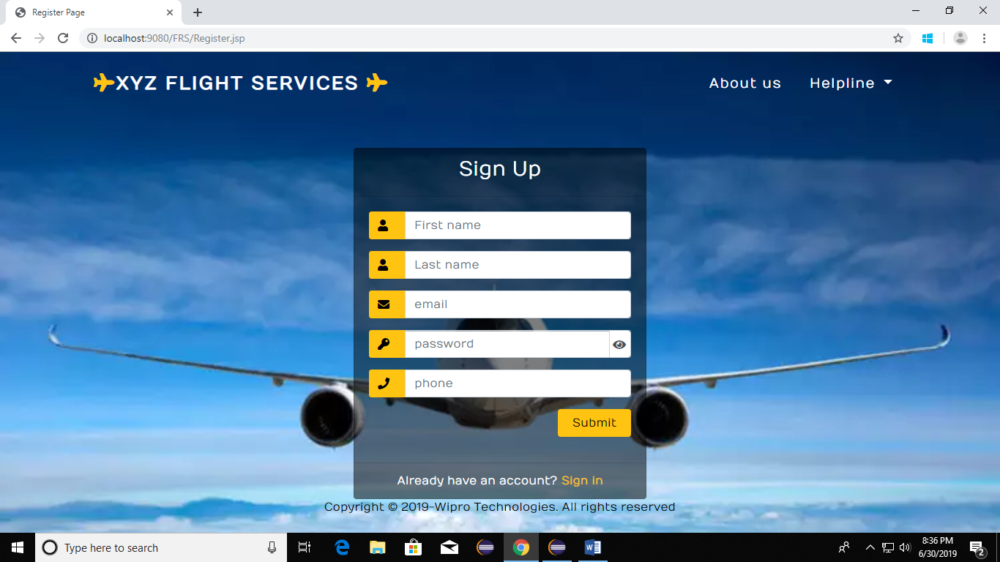 Register Page
localhost:9080/FRS/Register.jsp
XYZ FLIGHT SERVICES
About us
Helpline
Sign Up
First name
Last name
email
password
phone
Submit
Already have an account? Sign In
Copyright © 2019-Wipro Technologies. All rights reserved
Type here to search
8:36 PM
6/30/2019
2